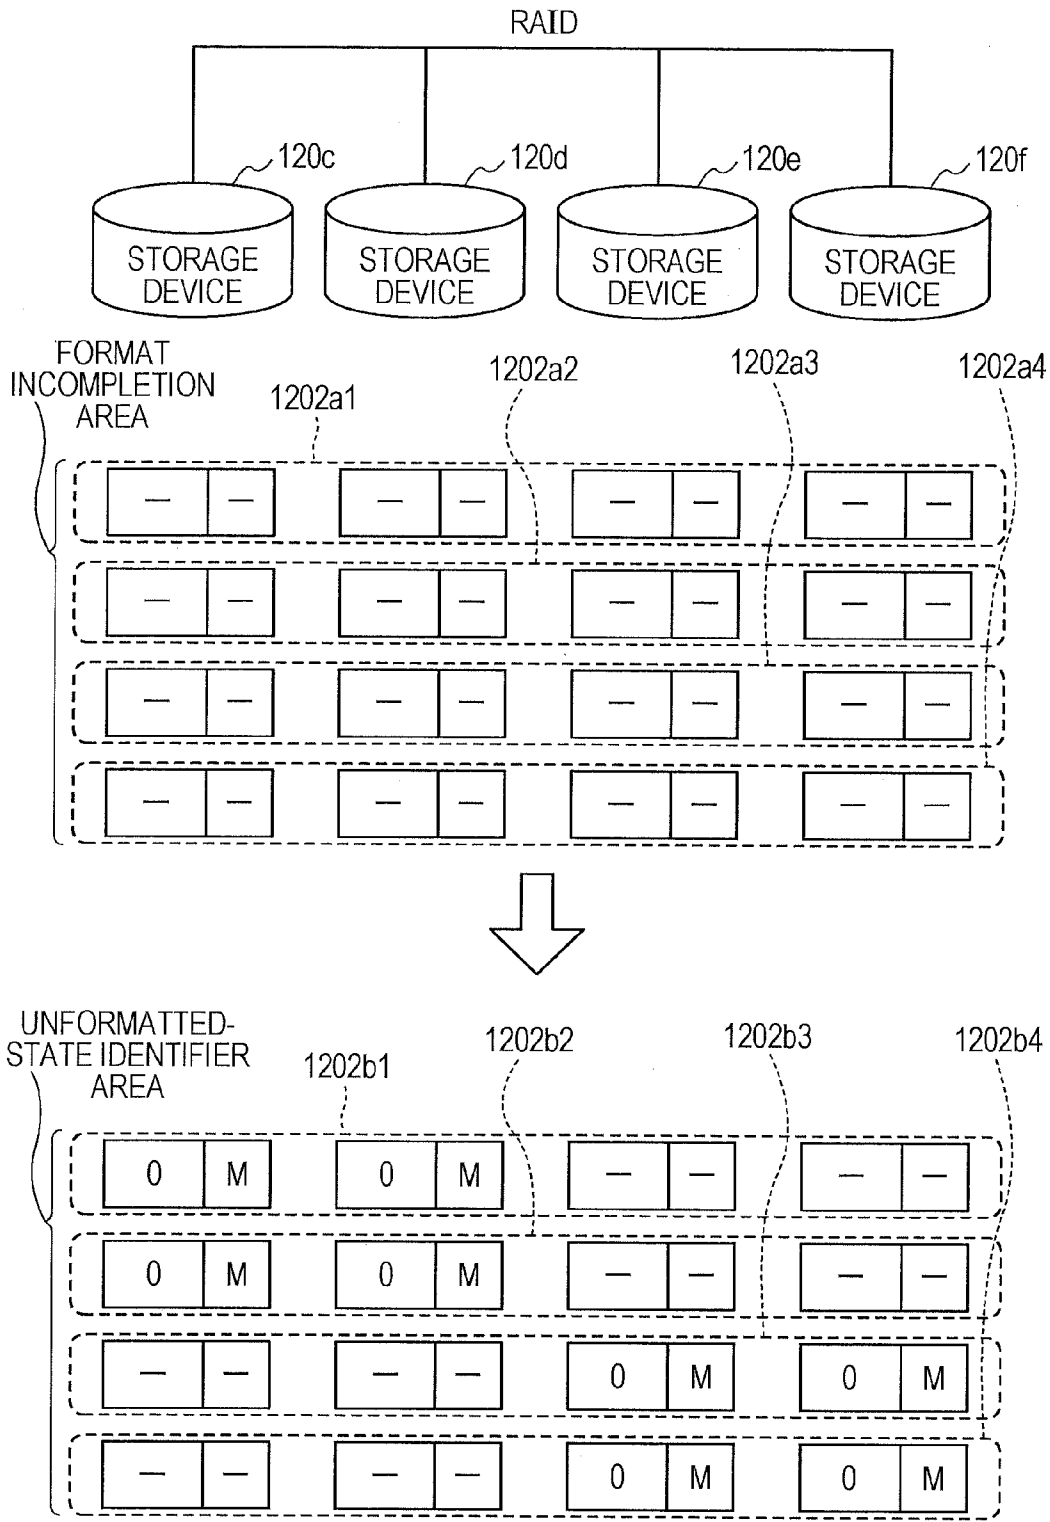 RAID
120c 120d 120e 120f
STORAGE DEVICE
STORAGE DEVICE
STORAGE DEVICE
STORAGE DEVICE
FORMAT
INCOMPLETION
AREA
1202a1 1202a2 1202a3 1202a4
— — — — — — — —
— — — — — — — —
— — — — — — — —
— — — — — — — —
UNFORMATTED-
STATE IDENTIFIER
AREA
1202b1 1202b2 1202b3 1202b4
0 M 0 M — — — —
0 M 0 M — — — —
— — — — 0 M 0 M
— — — — 0 M 0 M